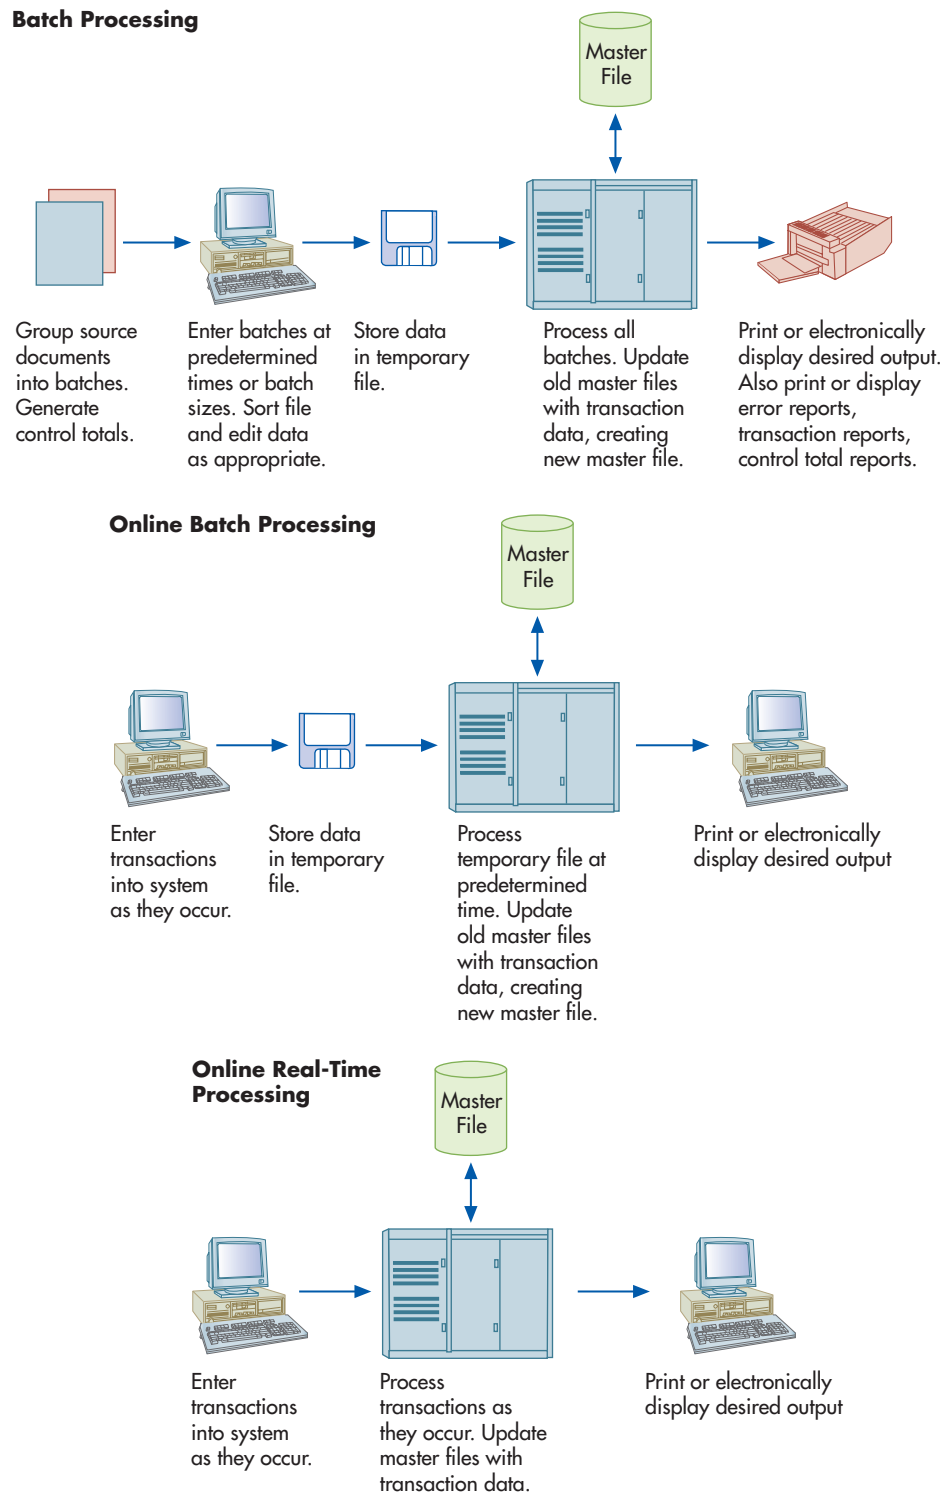 Batch Processing
Master
File
Group source
documents
into batches.
Generate
control totals.
Enter batches at
predetermined
times or batch
sizes. Sort file
and edit data
as appropriate.
Store data
in temporary
file.
Process all
batches. Update
old master files
with transaction
data, creating
new master file.
Print or electronically
display desired output.
Also print or display
error reports,
transaction reports,
control total reports.
Online Batch Processing
Master
File
Enter
transactions
into system
as they occur.
Store data
in temporary
file.
Process
temporary file at
predetermined
time. Update
old master files
with transaction
data, creating
new master file.
Print or electronically
display desired output
Online Real-Time
Processing
Master
File
Enter
transactions
into system
as they occur.
Process
transactions as
they occur. Update
master files with
transaction data.
Print or electronically
display desired output